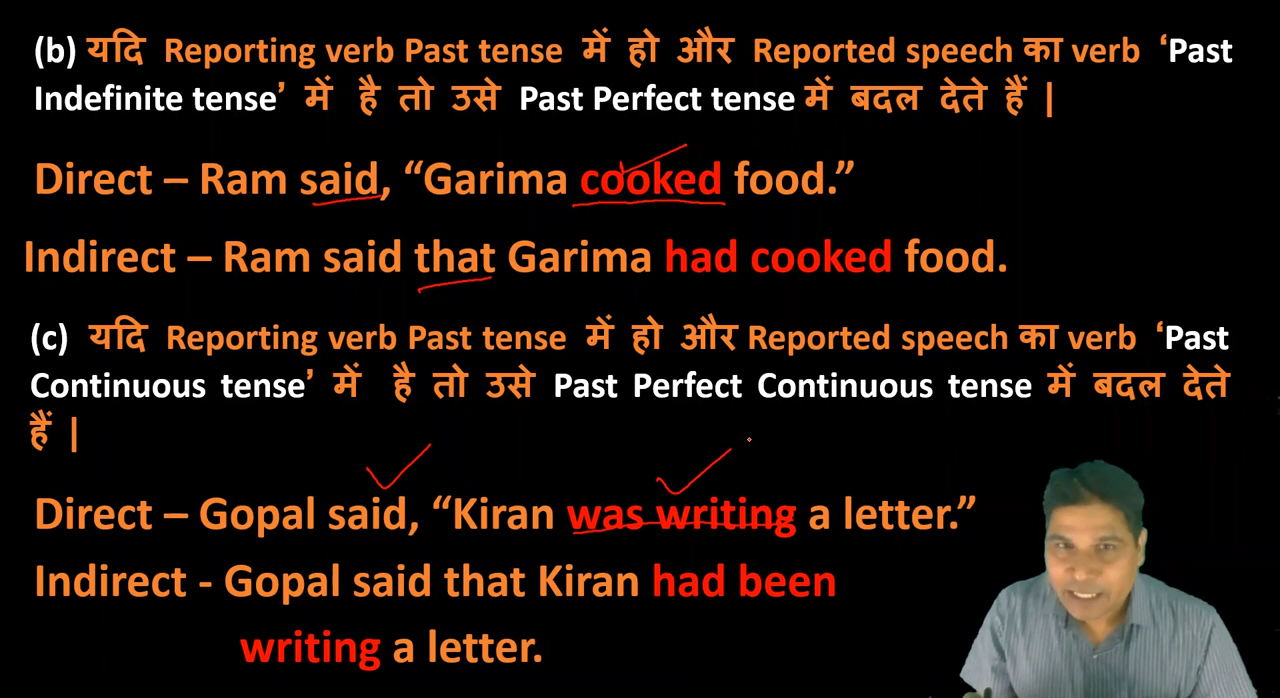 (b) यदि Reporting verb Past tense में हो और Reported speech का verb ‘Past
Indefinite tense’ में है तो उसे Past Perfect tense में बदल देते हैं |
Direct – Ram said, “Garima cooked food.”
Indirect – Ram said that Garima had cooked food.
(c) यदि Reporting verb Past tense में हो और Reported speech का verb ‘Past
Continuous tense’ में है तो उसे Past Perfect Continuous tense में बदल देते
हैं |
Direct – Gopal said, “Kiran was writing a letter.”
Indirect - Gopal said that Kiran had been
writing a letter.